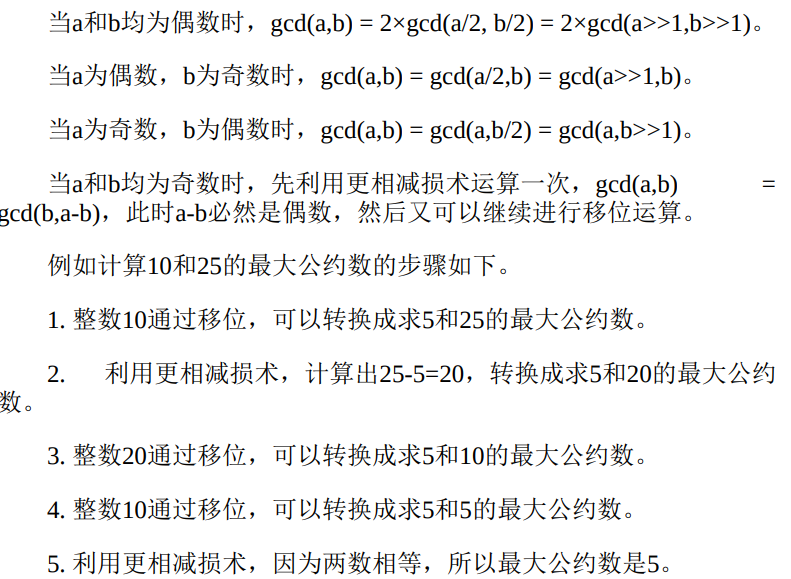 当a和b均为偶数时，gcd(a,b) = 2×gcd(a/2, b/2) = 2×gcd(a>>1,b>>1)。
当a为偶数，b为奇数时，gcd(a,b) = gcd(a/2,b) = gcd(a>>1,b)。
当a为奇数，b为偶数时，gcd(a,b) = gcd(a,b/2) = gcd(a,b>>1)。
当a和b均为奇数时，先利用更相减损术运算一次，gcd(a,b) =
gcd(b,a-b)，此时a-b必然是偶数，然后又可以继续进行移位运算。
例如计算10和25的最大公约数的步骤如下。
1. 整数10通过移位，可以转换成求5和25的最大公约数。
2. 利用更相减损术，计算出25-5=20，转换成求5和20的最大公约
数。
3. 整数20通过移位，可以转换成求5和10的最大公约数。
4. 整数10通过移位，可以转换成求5和5的最大公约数。
5. 利用更相减损术，因为两数相等，所以最大公约数是5。